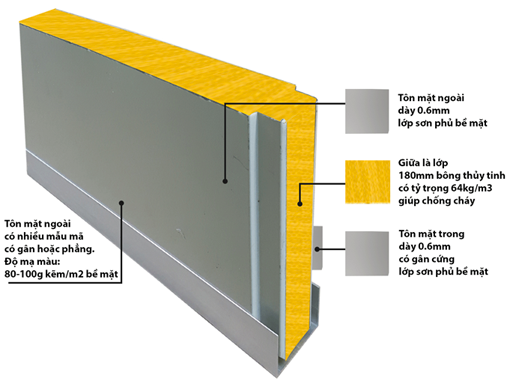 Tôn mặt ngoài
dày 0.6mm
lớp sơn phủ bề mặt
Giữa là lớp
180mm bông thủy tinh
có tỷ trọng 64kg/m3
giúp chống cháy
Tôn mặt trong
dày 0.6mm
có gân cứng
lớp sơn phủ bề mặt
Tôn mặt ngoài
có nhiều mẫu mã
có gân hoặc phẳng.
Độ mạ màu:
80-100g kẽm/m2 bề mặt